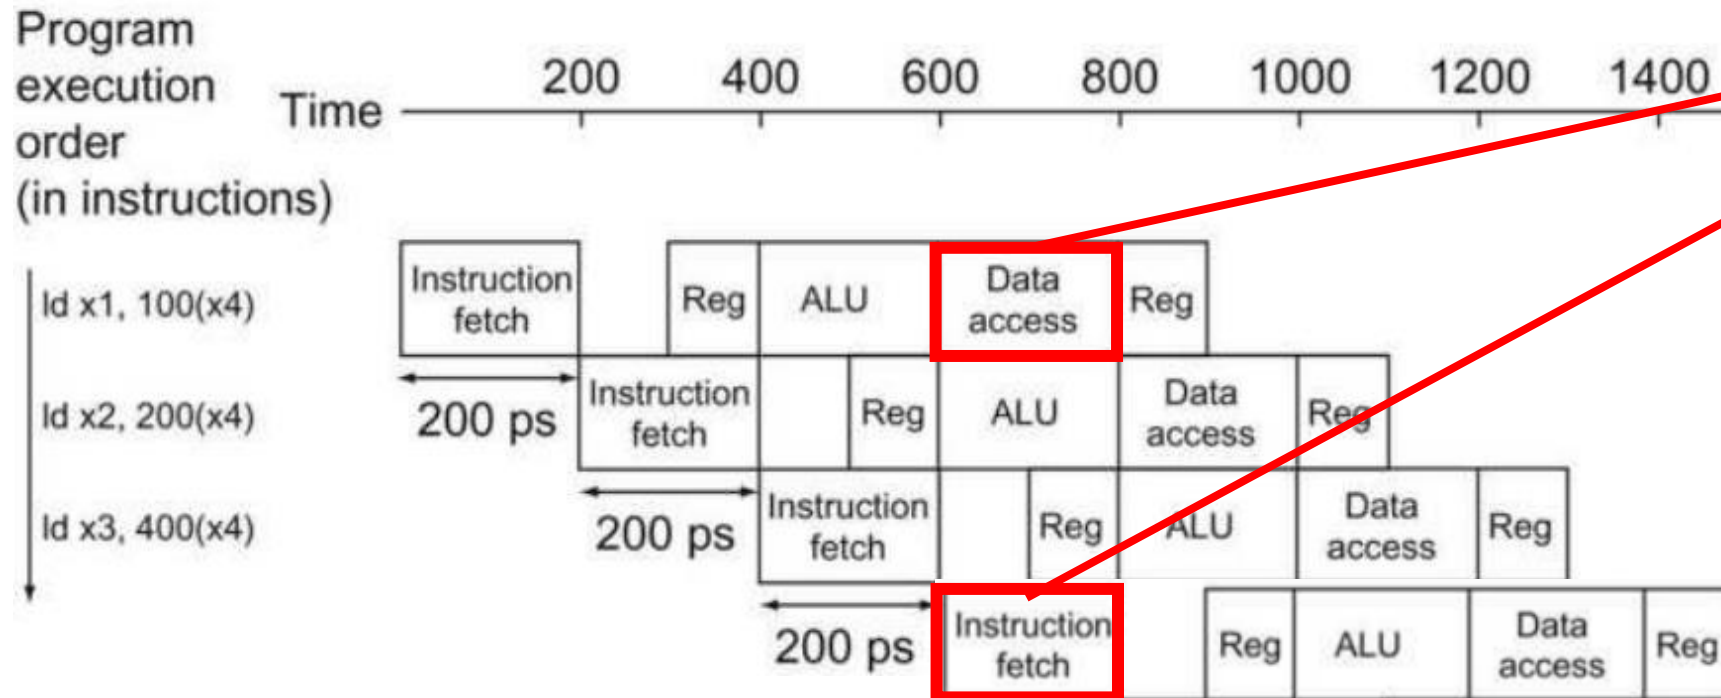 Program
execution
order
(in instructions)
Time
200 400 600 800 1000 1200 1400
ld x1, 100(x4)
Instruction
fetch
Reg
ALU
Data
access
Reg
200 ps
ld x2, 200(x4)
Instruction
fetch
Reg
ALU
Data
access
Reg
200 ps
ld x3, 400(x4)
Instruction
fetch
Reg
ALU
Data
access
Reg
200 ps
Instruction
fetch
Reg
ALU
Data
access
Reg